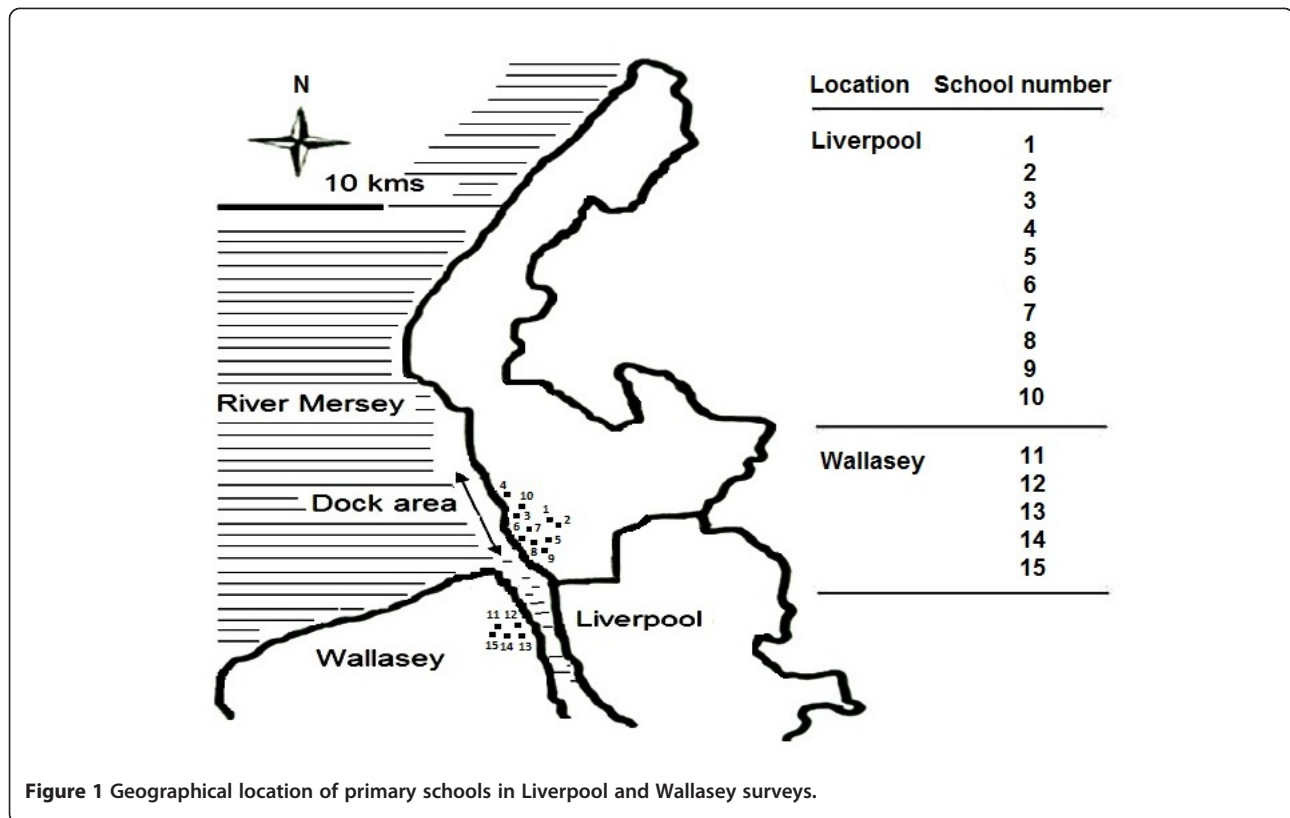 N
10 kms
River Mersey
Dock area
4
10
3
1
2
6
7
5
8
9
Liverpool
11 12
15 14 13
Wallasey
Location School number
Liverpool 1
2
3
4
5
6
7
8
9
10
Wallasey 11
12
13
14
15
Figure 1 Geographical location of primary schools in Liverpool and Wallasey surveys.